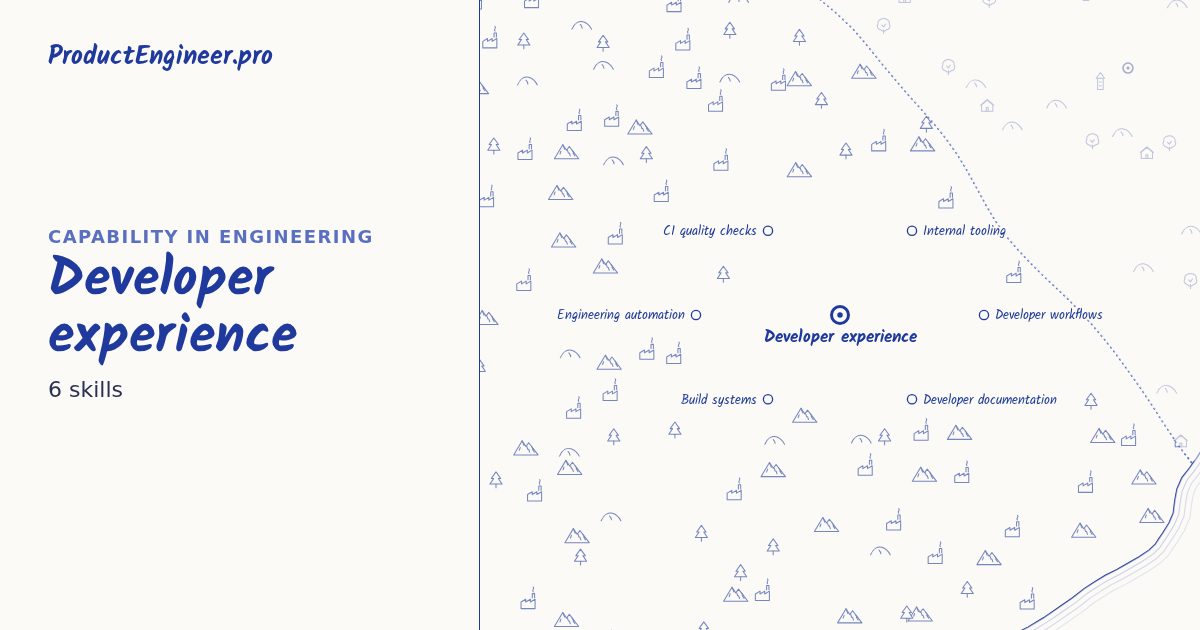 ProductEngineer.pro
CAPABILITY IN ENGINEERING
Developer
experience
6 skills
CI quality checks
Internal tooling
Engineering automation
Developer workflows
Developer experience
Build systems
Developer documentation